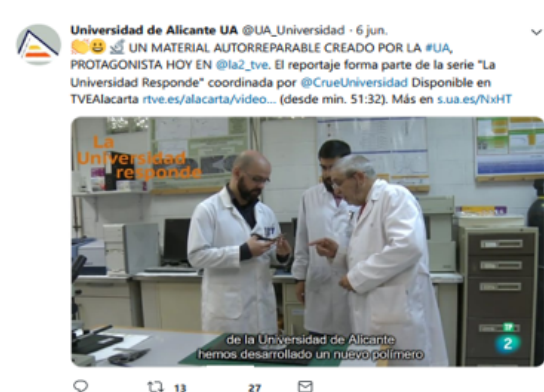 Universidad de Alicante UA @UA_Universidad · 6 jun.
UN MATERIAL AUTORREPARABLE CREADO POR LA #UA,
PROTAGONISTA HOY EN @la2_tve. El reportaje forma parte de la serie "La
Universidad Responde" coordinada por @CrueUniversidad Disponible en
TVEAlacarta rtve.es/alacarta/video... (desde min. 51:32). Más en s.ua.es/NxHT
La
Universidad
responde
de la Universidad de Alicante
hemos desarrollado un nuevo polímero
2
13 27